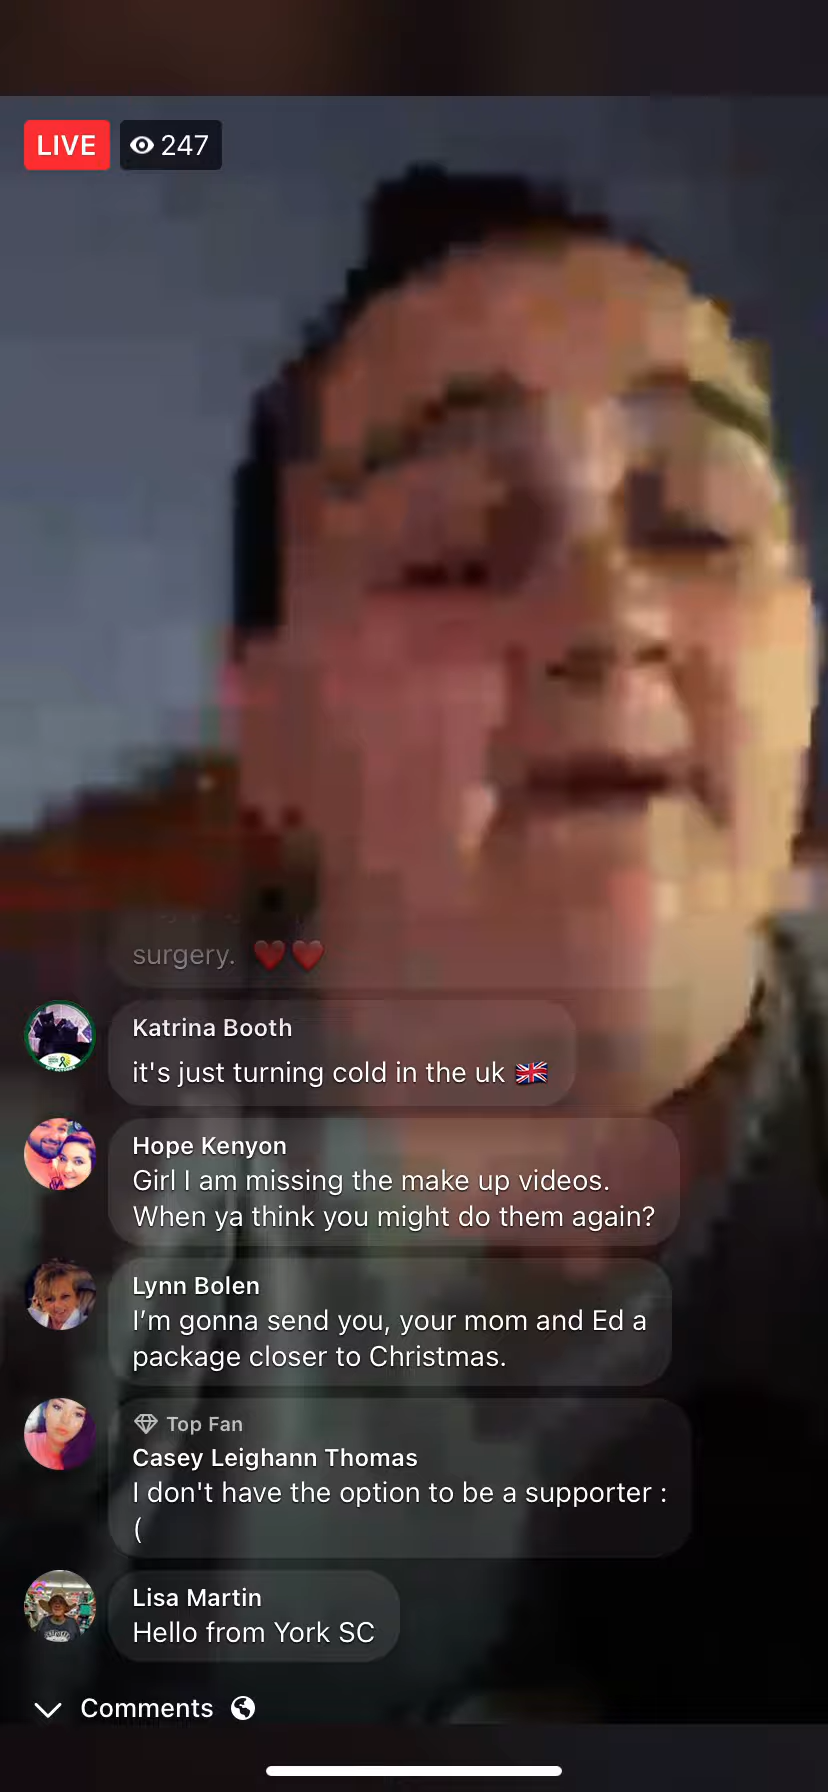 LIVE 247
surgery. ❤️❤️
Katrina Booth
it's just turning cold in the uk 🇬🇧
Hope Kenyon
Girl I am missing the make up videos.
When ya think you might do them again?
Lynn Bolen
I’m gonna send you, your mom and Ed a
package closer to Christmas.
Top Fan
Casey Leighann Thomas
I don't have the option to be a supporter :
(
Lisa Martin
Hello from York SC
Comments